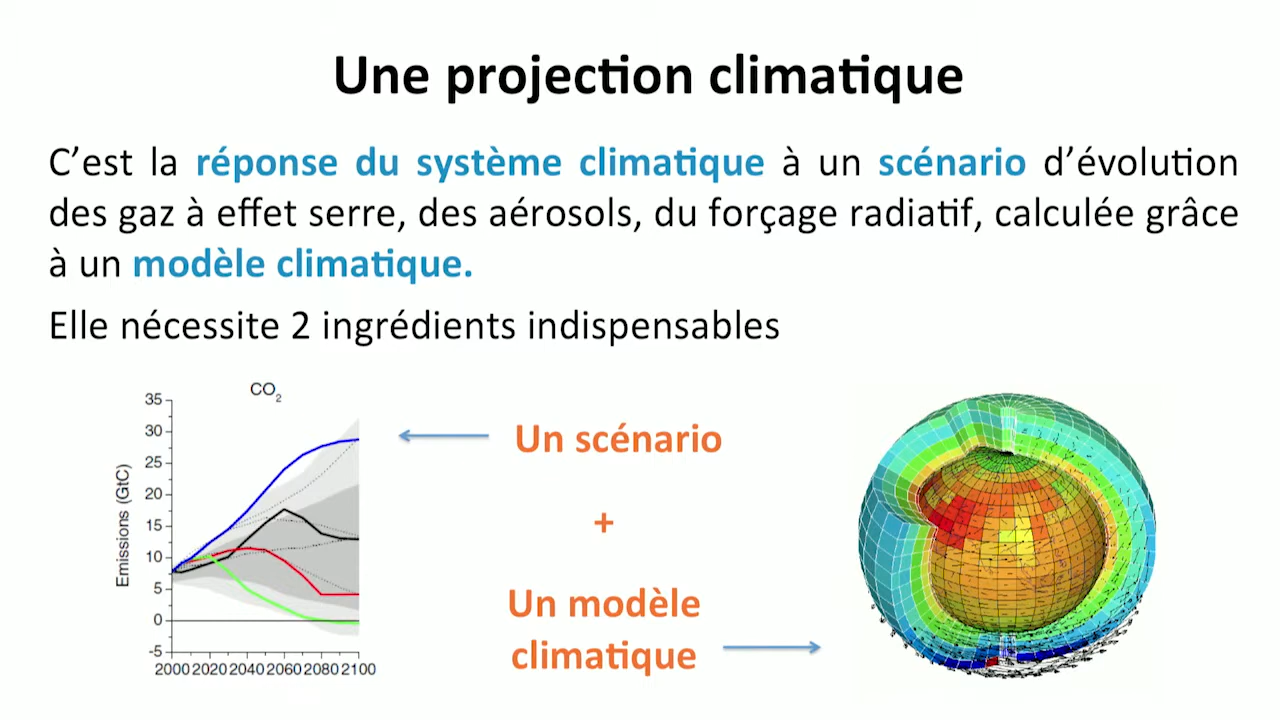 Une projection climatique
C’est la réponse du système climatique à un scénario d’évolution
des gaz à effet serre, des aérosols, du forçage radiatif, calculée grâce
à un modèle climatique.
Elle nécessite 2 ingrédients indispensables
CO2
35
30
25
20
15
10
5
0
-5
Emissions (GtC)
2000 2020 2040 2060 2080 2100
Un scénario
+
Un modèle
climatique